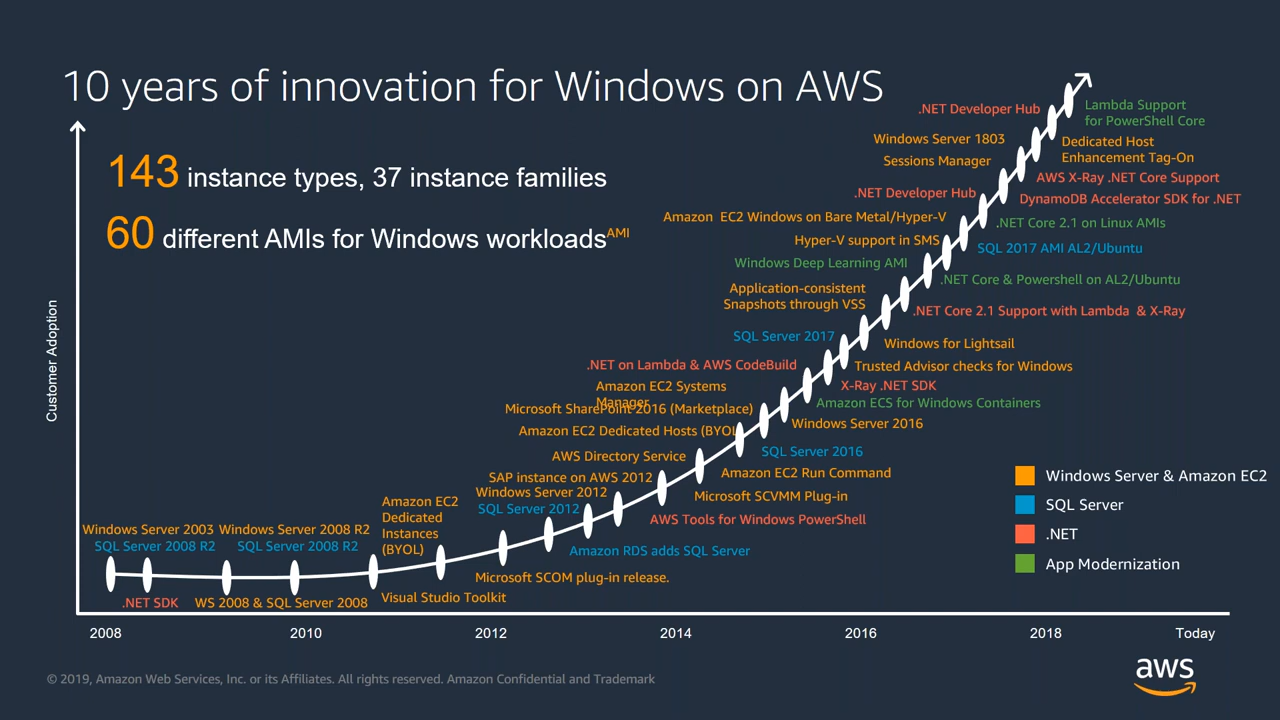 10 years of innovation for Windows on AWS
143 instance types, 37 instance families
60 different AMIs for Windows workloadsAMI
Customer Adoption
.NET Developer Hub
Lambda Support
for PowerShell Core
Windows Server 1803
Dedicated Host
Enhancement Tag-On
Sessions Manager
AWS X-Ray .NET Core Support
.NET Developer Hub
DynamoDB Accelerator SDK for .NET
Amazon EC2 Windows on Bare Metal/Hyper-V
.NET Core 2.1 on Linux AMIs
Hyper-V support in SMS
SQL 2017 AMI AL2/Ubuntu
Windows Deep Learning AMI
.NET Core & Powershell on AL2/Ubuntu
Application-consistent
Snapshots through VSS
.NET Core 2.1 Support with Lambda & X-Ray
SQL Server 2017
Windows for Lightsail
.NET on Lambda & AWS CodeBuild
Trusted Advisor checks for Windows
Amazon EC2 Systems
Manager
X-Ray .NET SDK
Microsoft SharePoint 2016 (Marketplace)
Amazon ECS for Windows Containers
Amazon EC2 Dedicated Hosts (BYOL
Windows Server 2016
AWS Directory Service
SQL Server 2016
SAP instance on AWS 2012
Amazon EC2 Run Command
Windows Server 2012
Microsoft SCVMM Plug-in
SQL Server 2012
AWS Tools for Windows PowerShell
Amazon EC2
Dedicated
Instances
(BYOL)
Windows Server 2003
SQL Server 2008 R2
Windows Server 2008 R2
SQL Server 2008 R2
Amazon RDS adds SQL Server
Microsoft SCOM plug-in release.
.NET SDK
WS 2008 & SQL Server 2008
Visual Studio Toolkit
Windows Server & Amazon EC2
SQL Server
.NET
App Modernization
2008
2010
2012
2014
2016
2018
Today
© 2019, Amazon Web Services, Inc. or its Affiliates. All rights reserved. Amazon Confidential and Trademark
aws